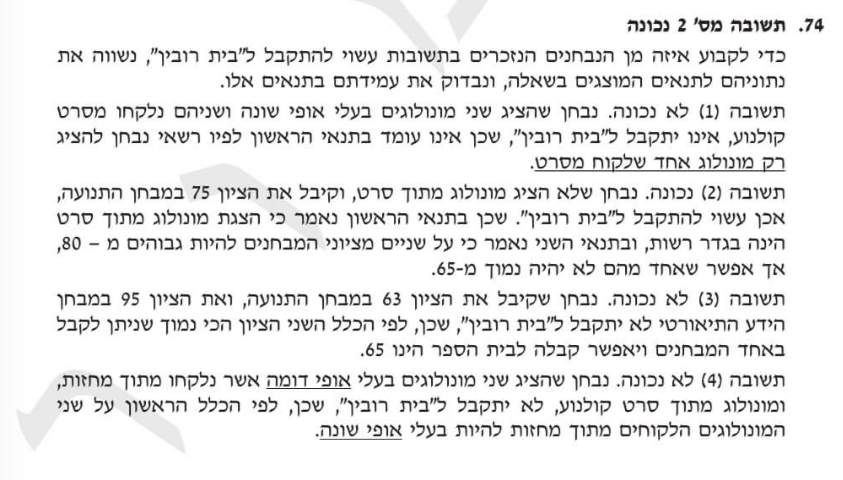 74. תשובה מס' 2 נכונה
כדי לקבוע איזה מן הנבחנים הנזכרים בתשובות עשוי להתקבל ל"בית רובין", נשווה את
נתוניהם לתנאים המוצגים בשאלה, ונבדוק את עמידתם בתנאים אלו.
תשובה (1) לא נכונה. נבחן שהציג שני מונולוגים בעלי אופי שונה ושניהם נלקחו מסרט
קולנוע, אינו יתקבל ל"בית רובין", שכן אינו עומד בתנאי הראשון לפיו רשאי נבחן להציג
רק מונולוג אחד שלקוח מסרט.
תשובה (2) נכונה. נבחן שלא הציג מונולוג מתוך סרט, וקיבל את הציון 75 במבחן התנועה,
אכן עשוי להתקבל ל"בית רובין". שכן בתנאי הראשון נאמר כי הצגת מונולוג מתוך סרט
הינה בגדר רשות, ובתנאי השני נאמר כי על שניים מציוני המבחנים להיות גבוהים מ – 80,
אך אפשר שאחד מהם לא יהיה נמוך מ-65.
תשובה (3) לא נכונה. נבחן שקיבל את הציון 63 במבחן התנועה, ואת הציון 95 במבחן
הידע התיאורטי לא יתקבל ל"בית רובין", שכן, לפי הכלל השני הציון הכי נמוך שניתן לקבל
באחד המבחנים ויאפשר קבלה לבית הספר הינו 65.
תשובה (4) לא נכונה. נבחן שהציג שני מונולוגים בעלי אופי דומה אשר נלקחו מתוך מחזות,
ומונולוג מתוך סרט קולנוע, לא יתקבל ל"בית רובין", שכן, לפי הכלל הראשון על שני
המונולוגים הלקוחים מתוך מחזות להיות בעלי אופי שונה.